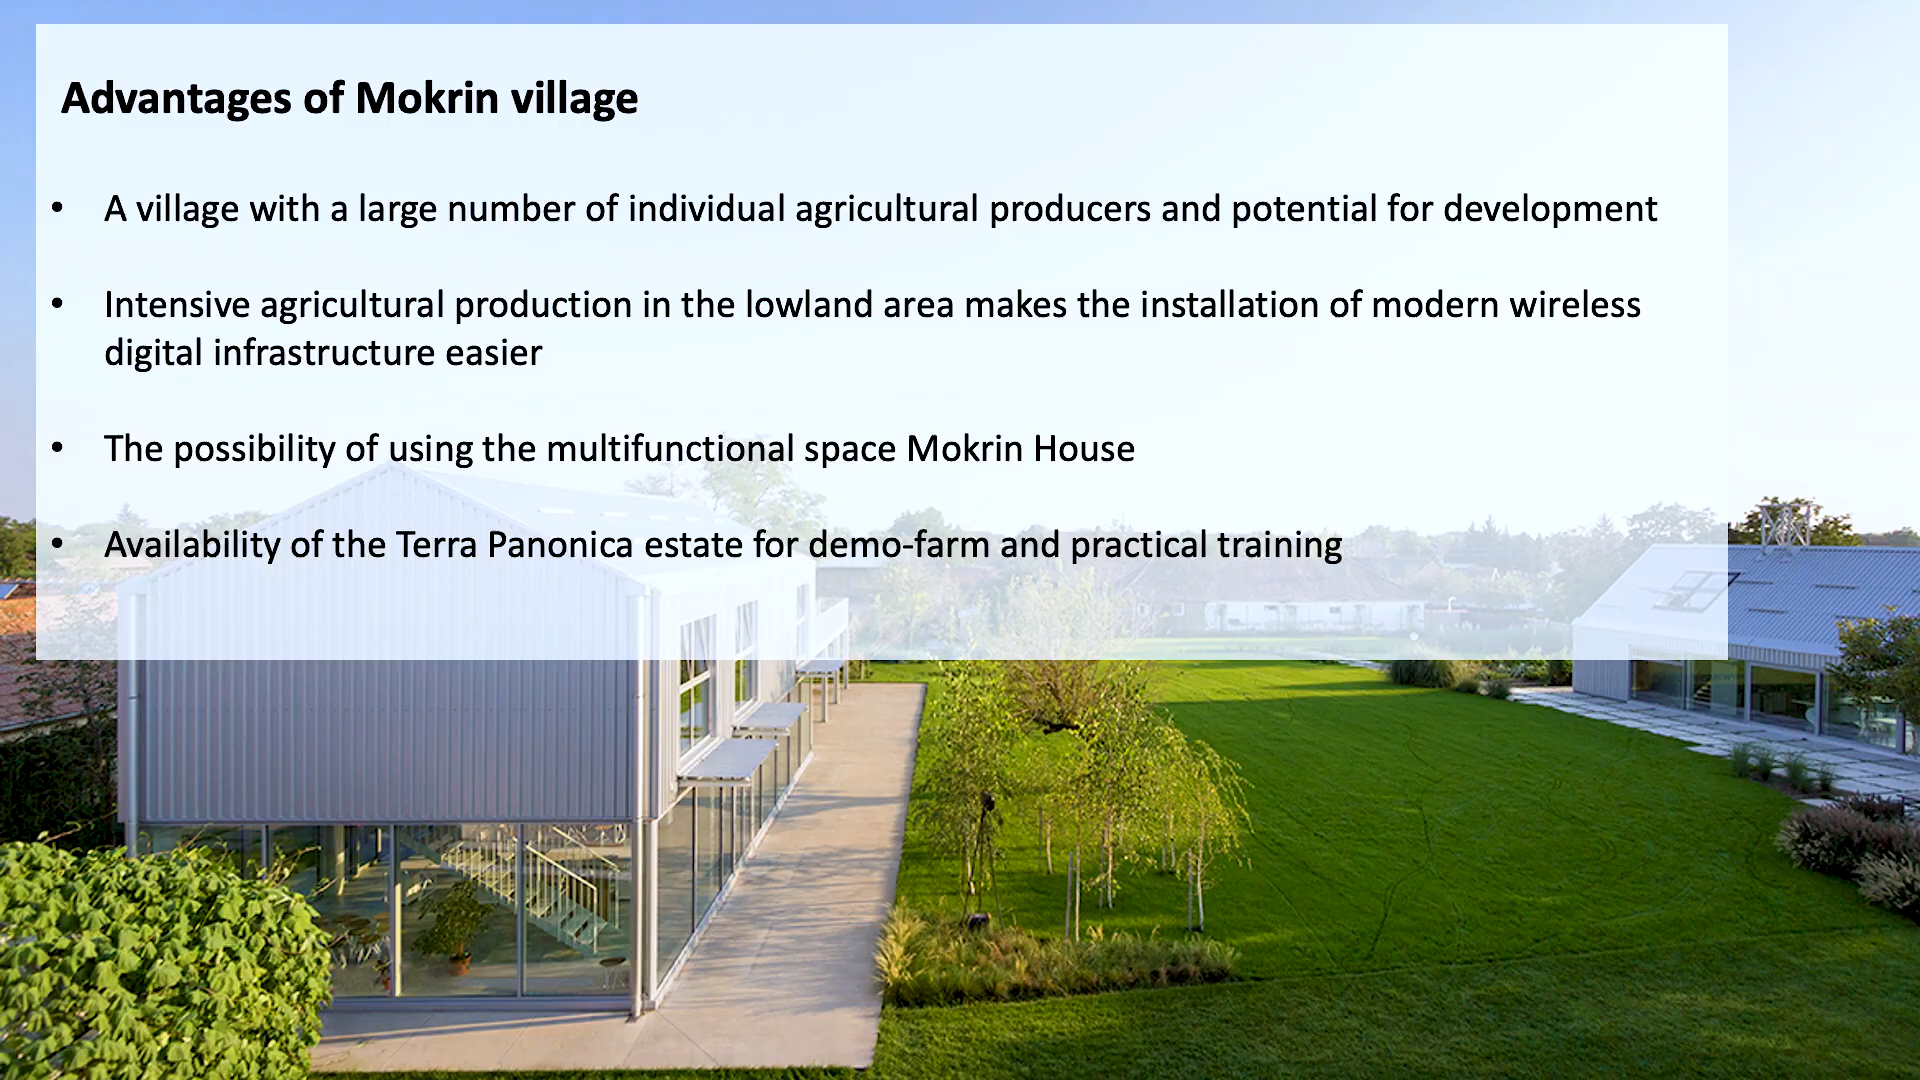 Advantages of Mokrin village
• A village with a large number of individual agricultural producers and potential for development
• Intensive agricultural production in the lowland area makes the installation of modern wireless
digital infrastructure easier
• The possibility of using the multifunctional space Mokrin House
• Availability of the Terra Panonica estate for demo-farm and practical training